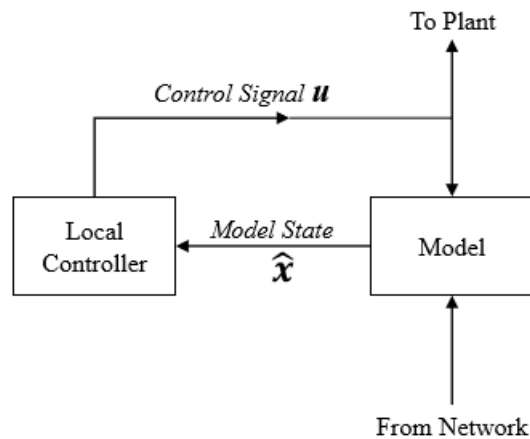 To Plant
Control Signal u
Local
Controller
Model State
x̂
Model
From Network